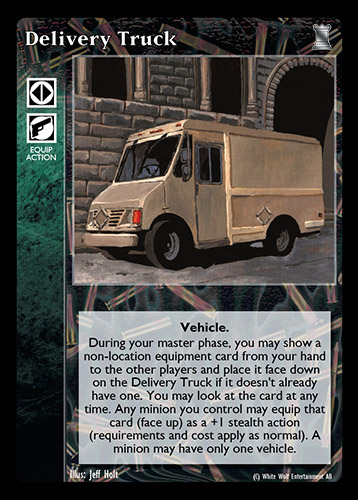 Delivery Truck
EQUIP
ACTION
Vehicle.
During your master phase, you may show a
non-location equipment card from your hand
to the other players and place it face down
on the Delivery Truck if it doesn't already
have one. You may look at the card at any
time. Any minion you control may equip that
card (face up) as a +1 stealth action
(requirements and cost apply as normal). A
minion may have only one vehicle.
Illus: Jeff Holt
(C) White Wolf Entertainment AB